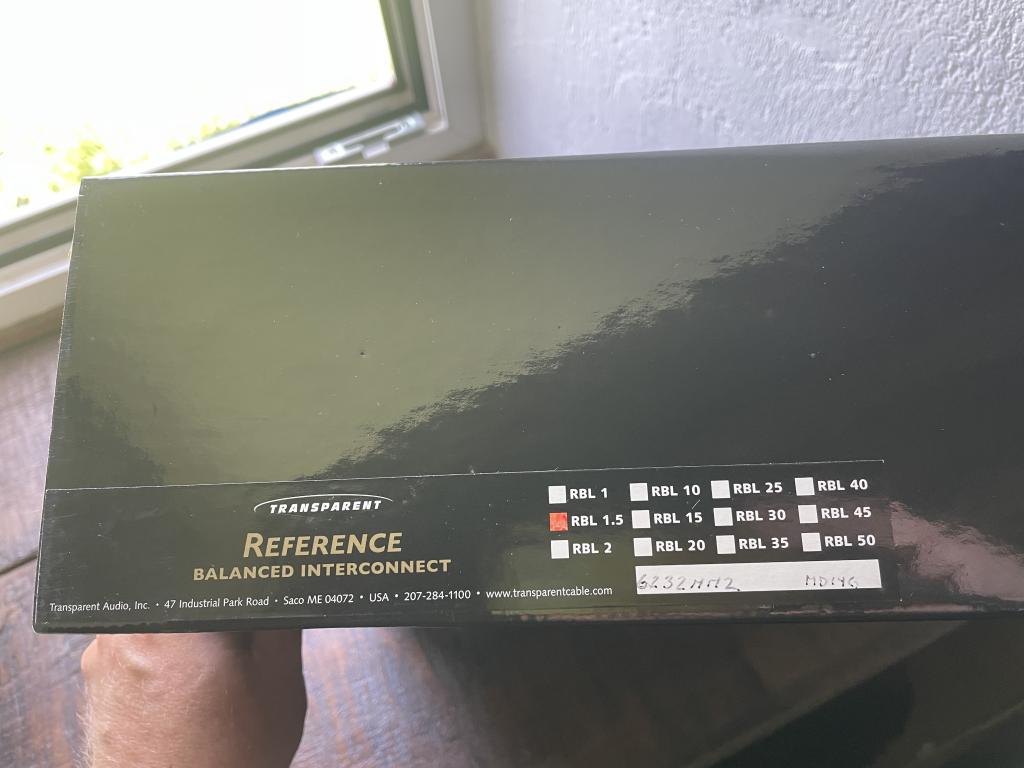 TRANSPARENT
REFERENCE
BALANCED INTERCONNECT
Transparent Audio, Inc. • 47 Industrial Park Road • Saco ME 04072 • USA • 207-284-1100 • www.transparentcable.com
RBL 1 RBL 10 RBL 25 RBL 40
RBL 1.5 RBL 15 RBL 30 RBL 45
RBL 2 RBL 20 RBL 35 RBL 50